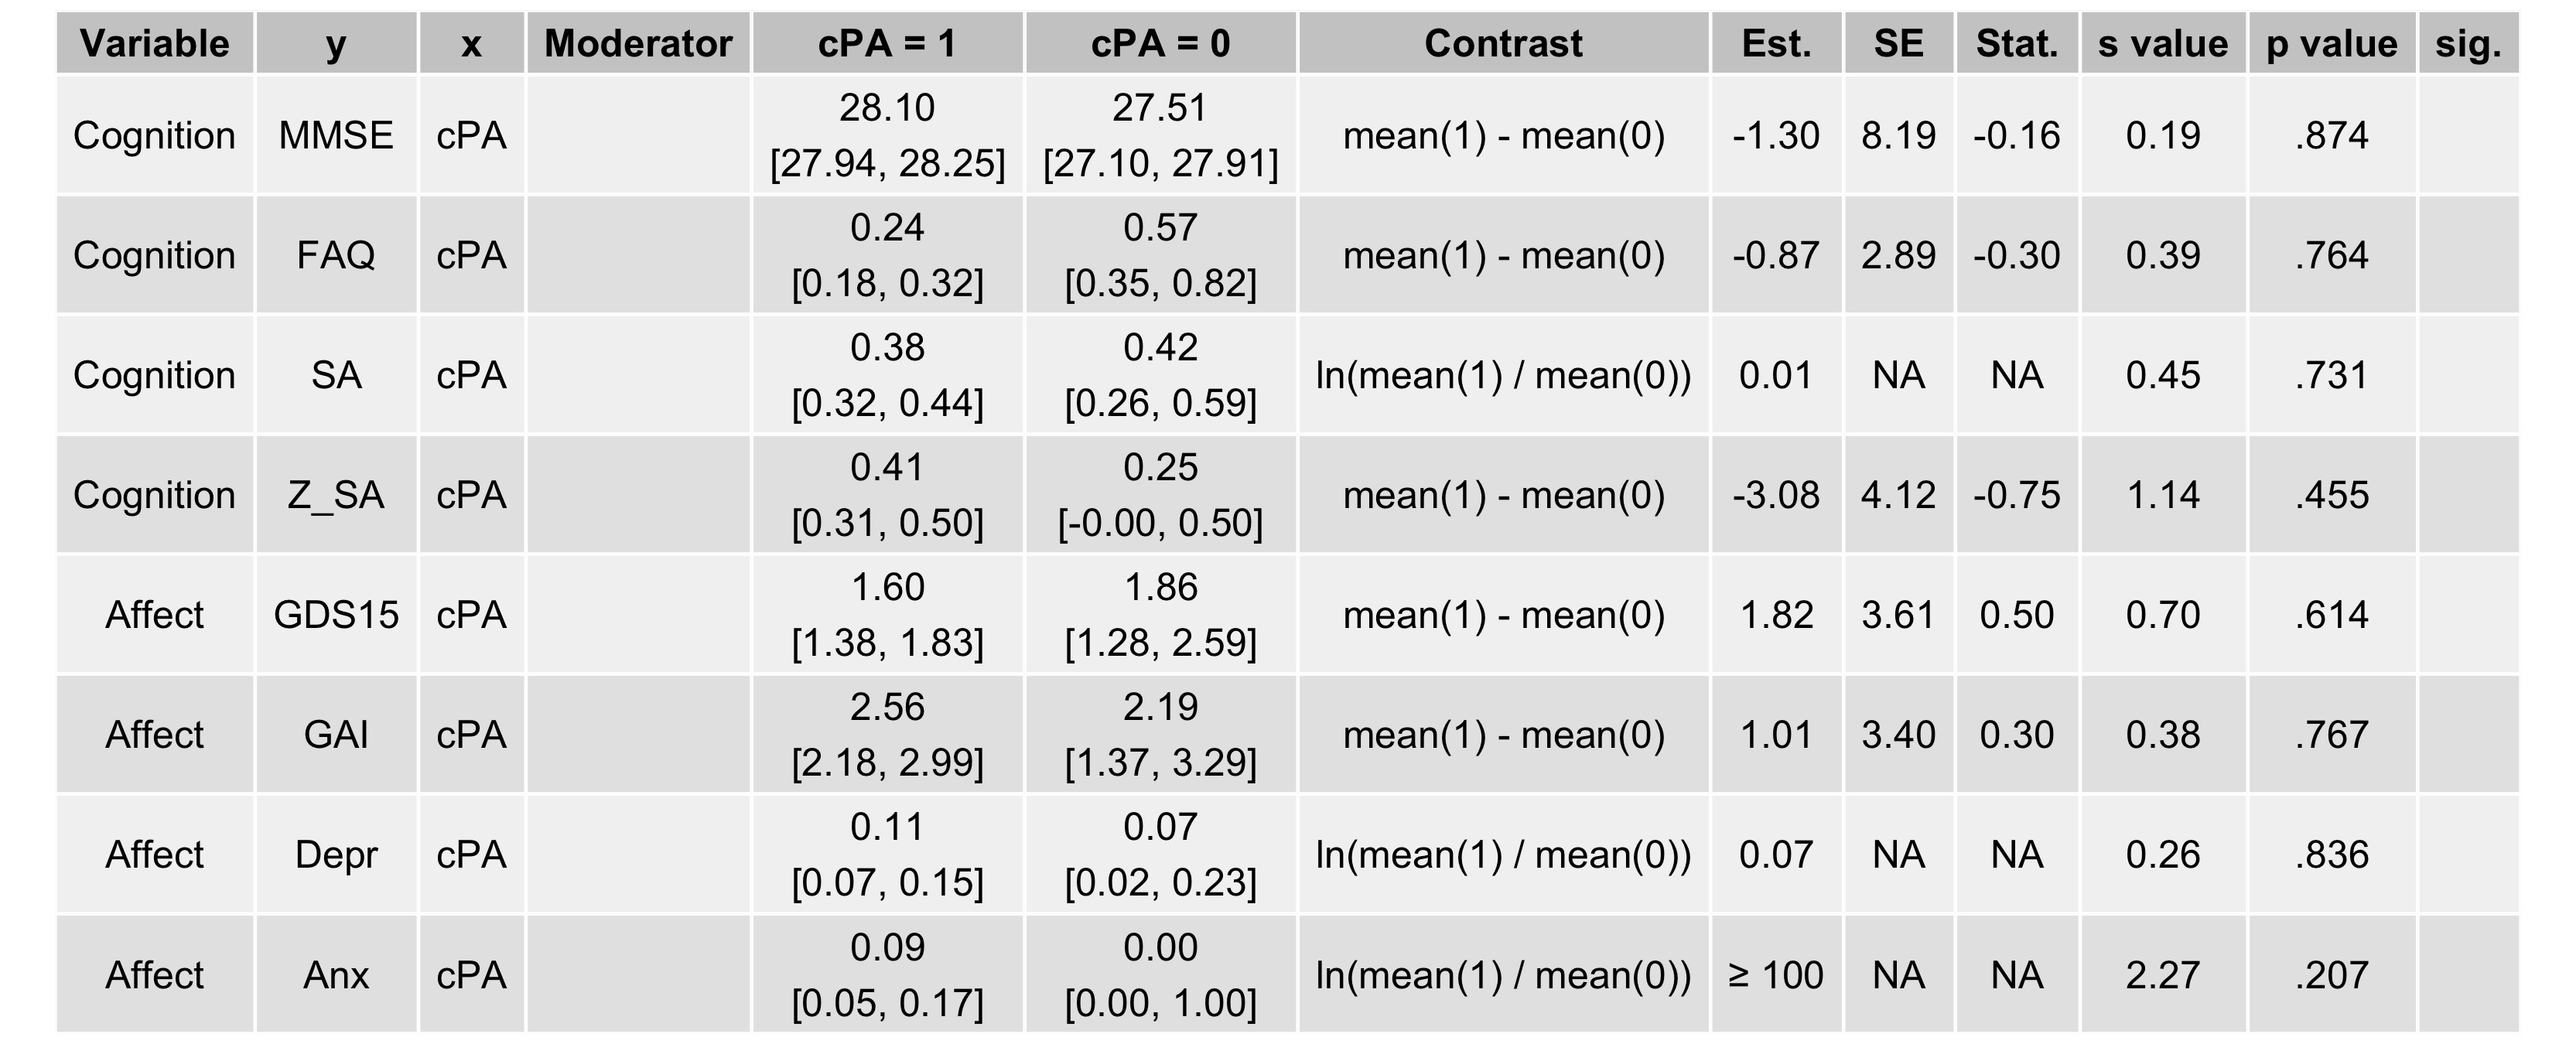 Variable y x Moderator cPA = 1 cPA = 0 Contrast Est. SE Stat. s value p value sig.
28.10 27.51
Cognition MMSE cPA mean(1) - mean(0) -1.30 8.19 -0.16 0.19 .874
[27.94, 28.25] [27.10, 27.91]
0.24 0.57
Cognition FAQ cPA mean(1) - mean(0) -0.87 2.89 -0.30 0.39 .764
[0.18, 0.32] [0.35, 0.82]
0.38 0.42
Cognition SA cPA ln(mean(1) / mean(0)) 0.01 NA NA 0.45 .731
[0.32, 0.44] [0.26, 0.59]
0.41 0.25
Cognition Z_SA cPA mean(1) - mean(0) -3.08 4.12 -0.75 1.14 .455
[0.31, 0.50] [-0.00, 0.50]
1.60 1.86
Affect GDS15 cPA mean(1) - mean(0) 1.82 3.61 0.50 0.70 .614
[1.38, 1.83] [1.28, 2.59]
2.56 2.19
Affect GAI cPA mean(1) - mean(0) 1.01 3.40 0.30 0.38 .767
[2.18, 2.99] [1.37, 3.29]
0.11 0.07
Affect Depr cPA ln(mean(1) / mean(0)) 0.07 NA NA 0.26 .836
[0.07, 0.15] [0.02, 0.23]
0.09 0.00
Affect Anx cPA ln(mean(1) / mean(0)) ≥ 100 NA NA 2.27 .207
[0.05, 0.17] [0.00, 1.00]